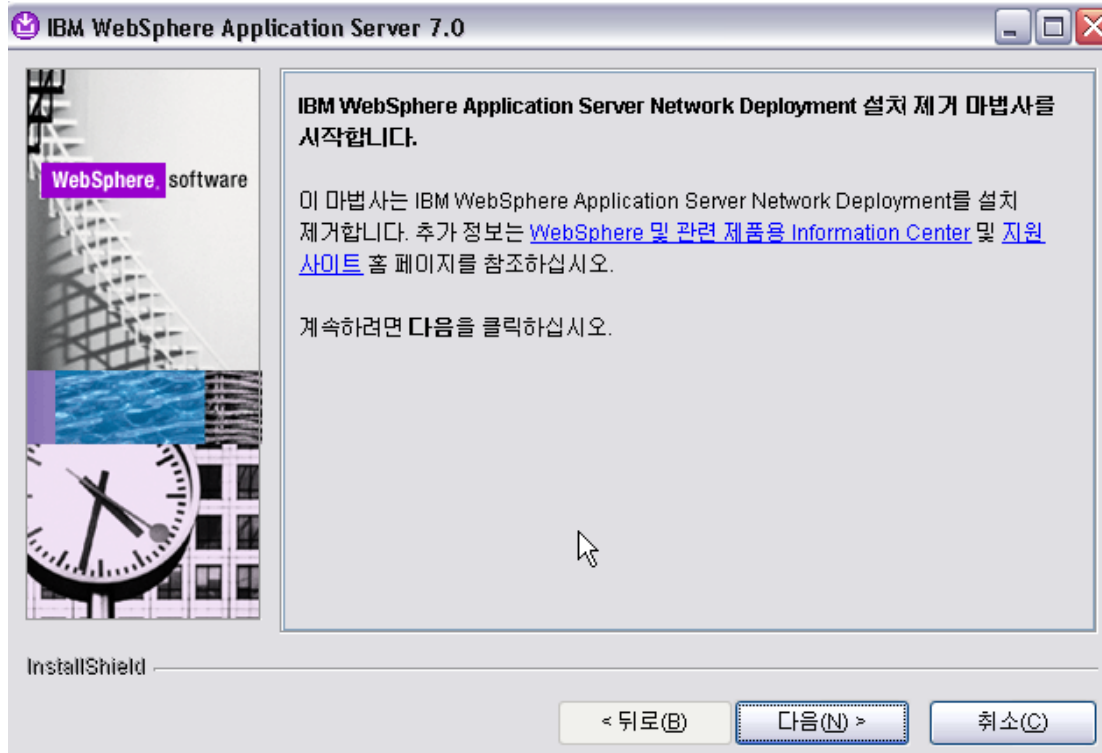 IBM WebSphere Application Server 7.0
IBM WebSphere Application Server Network Deployment 설치 제거 마법사를
시작합니다.
WebSphere. software
이 마법사는 IBM WebSphere Application Server Network Deployment를 설치
제거합니다. 추가 정보는 WebSphere 및 관련 제품용 Information Center 및 지원
사이트 홈 페이지를 참조하십시오.
계속하려면 다음을 클릭하십시오.
InstallShield
< 뒤로(B) 다음(N) > 취소(C)